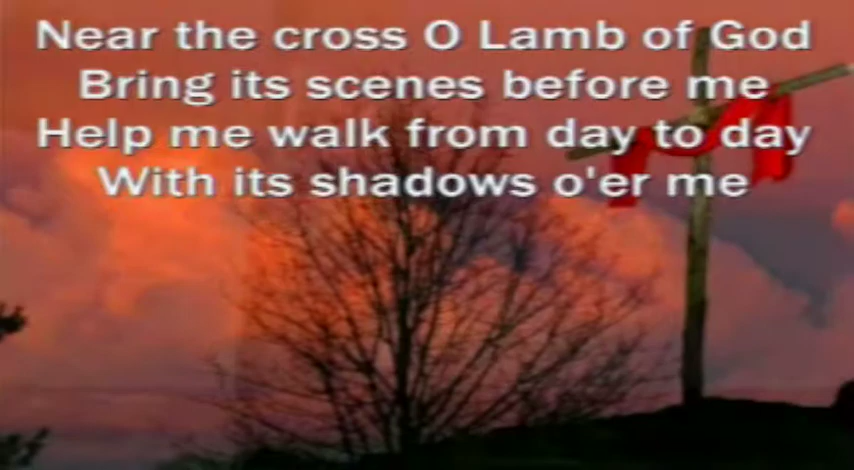 Near the cross O Lamb of God
Bring its scenes before me
Help me walk from day to day
With its shadows o'er me